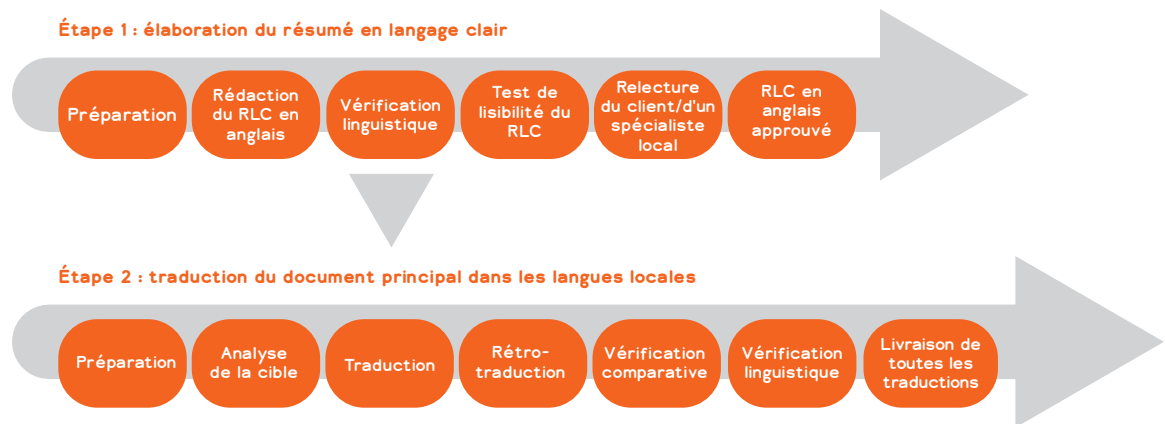 Étape 1 : élaboration du résumé en langage clair
Préparation
Rédaction
du RLC en
anglais
Vérification
linguistique
Test de
lisibilité du
RLC
Relecture
du client/d'un
spécialiste
local
RLC en
anglais
approuvé
Étape 2 : traduction du document principal dans les langues locales
Préparation
Analyse
de la cible
Traduction
Rétro-
traduction
Vérification
comparative
Vérification
linguistique
Livraison de
toutes les
traductions